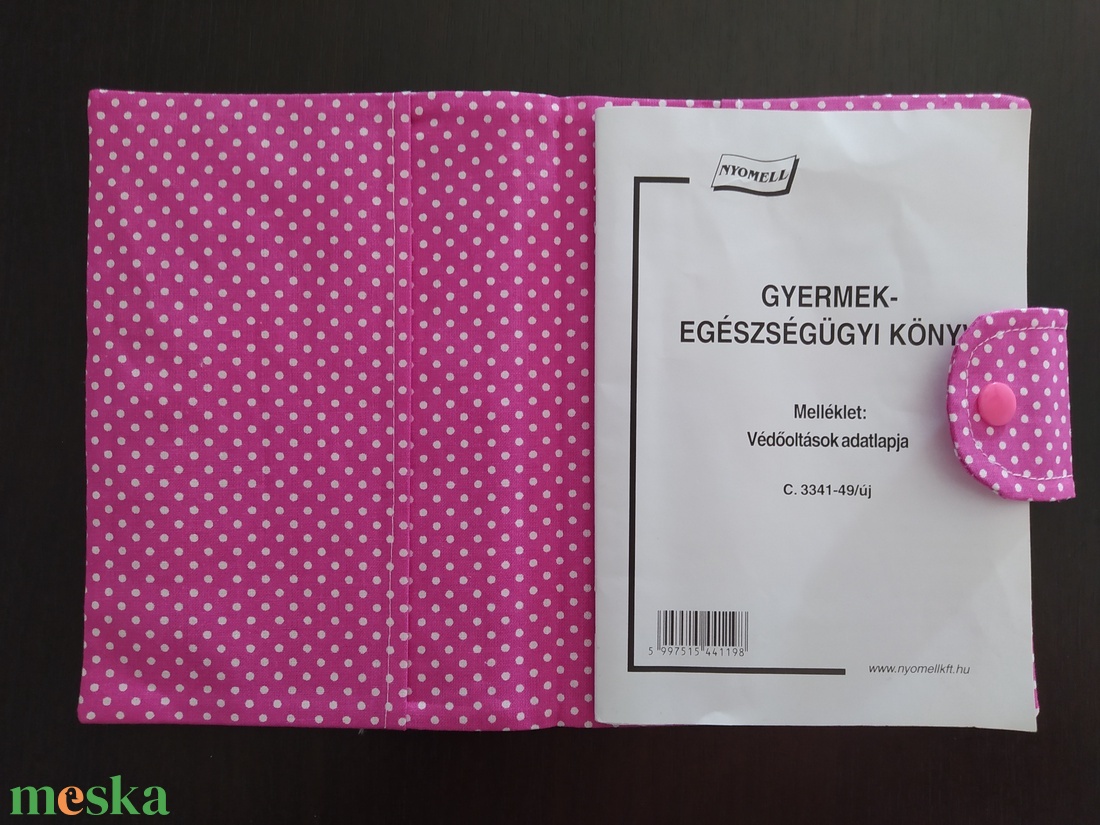 NYOMELL
GYERMEK-
EGÉSZSÉGÜGYI KÖNY
Melléklet:
Védőoltások adatlapja
C. 3341-49/új
5 997515 441198
www.nyomellkft.hu
meska